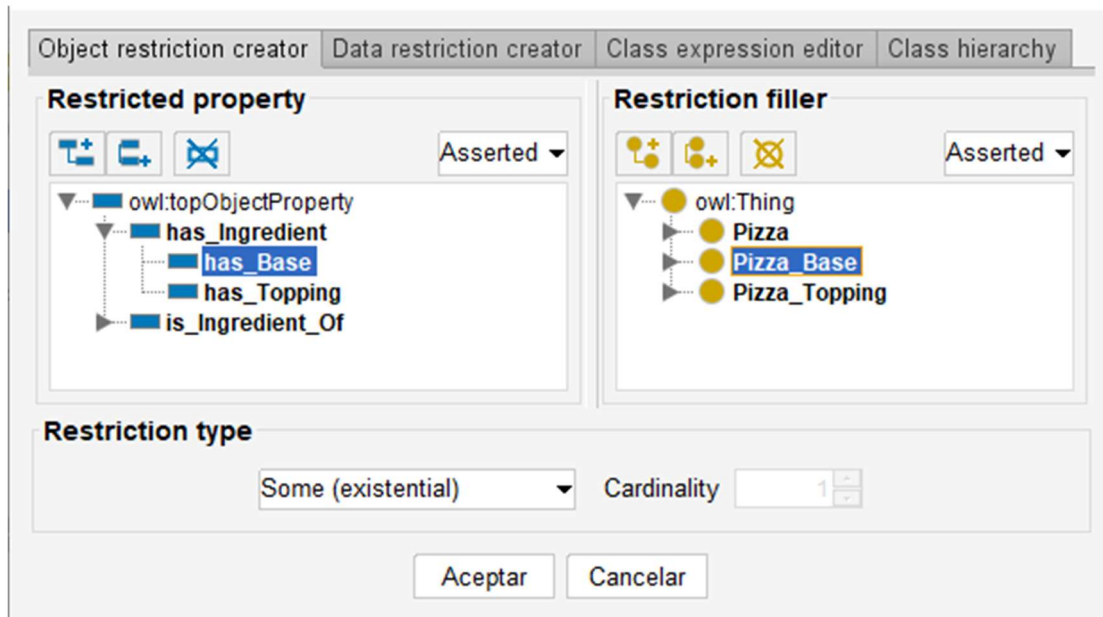 Object restriction creator Data restriction creator Class expression editor Class hierarchy
Restricted property
Asserted
owl:topObjectProperty
has_Ingredient
has_Base
has_Topping
is_Ingredient_Of
Restriction filler
Asserted
owl:Thing
Pizza
Pizza_Base
Pizza_Topping
Restriction type
Some (existential) Cardinality 1
Aceptar Cancelar